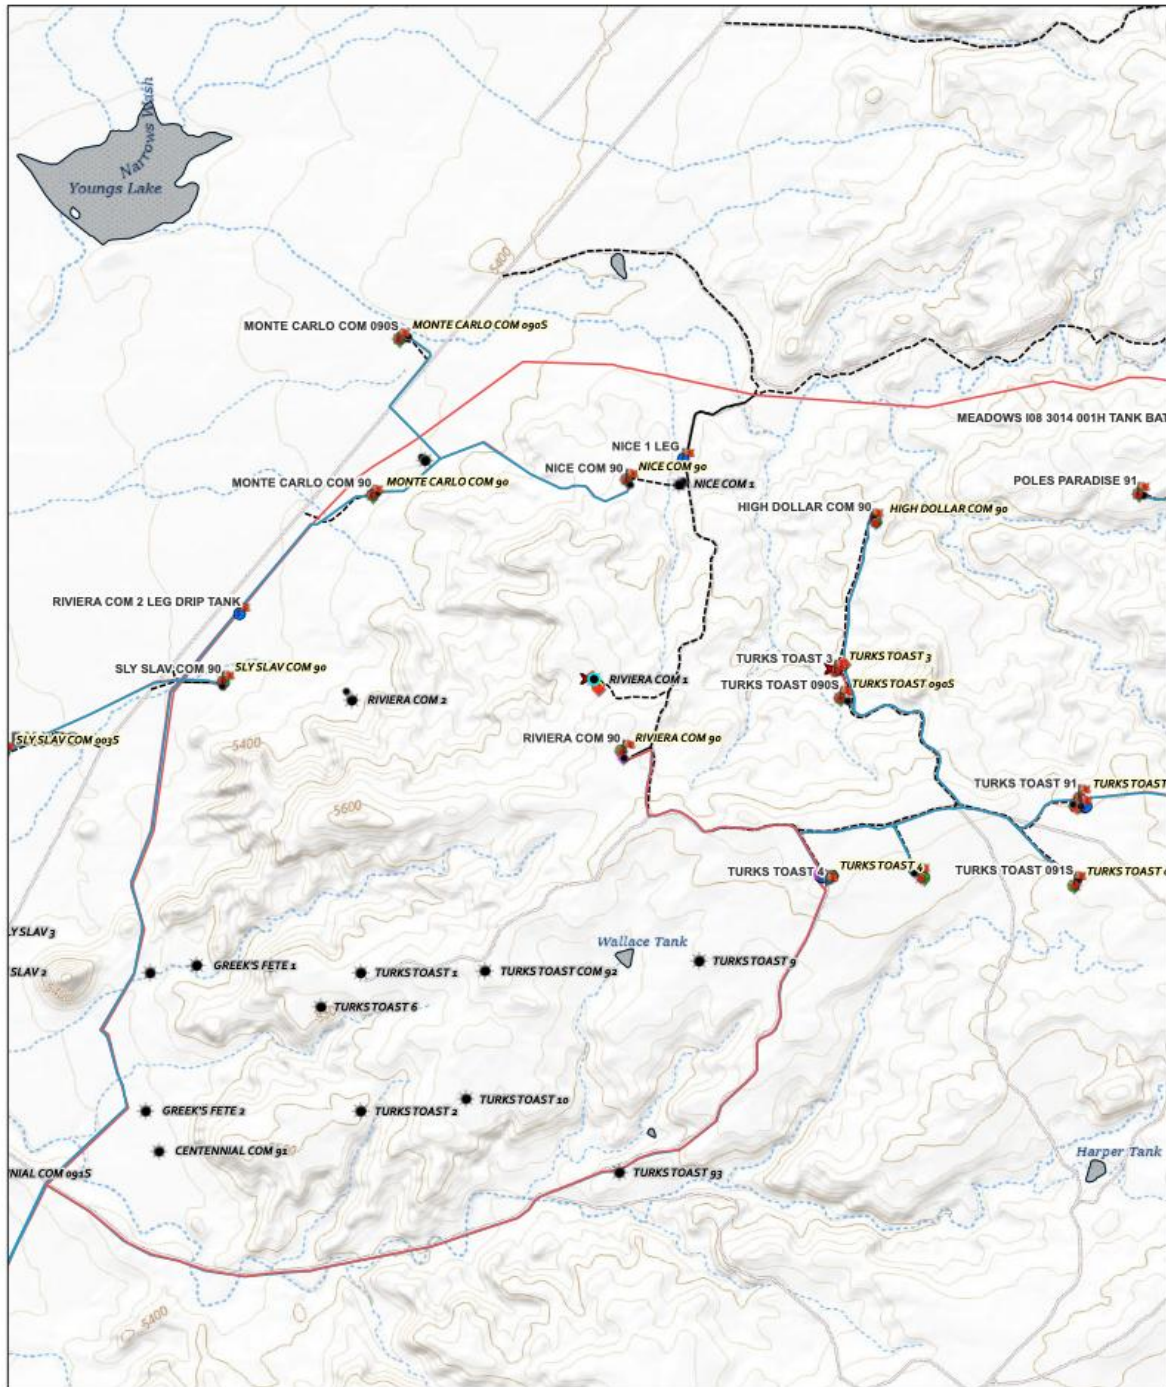 Narrows Wash
Youngs Lake
5400
MONTE CARLO COM 090S
MONTE CARLO COM 090S
MEADOWS I08 3014 001H TANK BAT
NICE 1 LEG
NICE COM 90
NICE COM 90
NICE COM 1
MONTE CARLO COM 90
MONTE CARLO COM 90
POLES PARADISE 91
HIGH DOLLAR COM 90
HIGH DOLLAR COM 90
RIVIERA COM 2 LEG DRIP TANK
SLY SLAV COM 90
SLY SLAV COM 90
TURKS TOAST 3
TURKS TOAST 3
RIVIERA COM 1
TURKS TOAST 090S
TURKS TOAST 090S
RIVIERA COM 2
SLY SLAV COM 003S
5400
RIVIERA COM 90
RIVIERA COM 90
TURKS TOAST 91
TURKS TOAST
5600
TURKS TOAST 4
TURKS TOAST 4
TURKS TOAST 091S
TURKS TOAST
LY SLAV 3
Wallace Tank
GREEK'S FETE 1
SLAV 2
TURKS TOAST 1
TURKS TOAST COM 92
TURKS TOAST 9
5400
TURKS TOAST 6
GREEK'S FETE 2
TURKS TOAST 2
TURKS TOAST 10
CENTENNIAL COM 91
Harper Tank
NIAL COM 091S
TURKS TOAST 93
5400